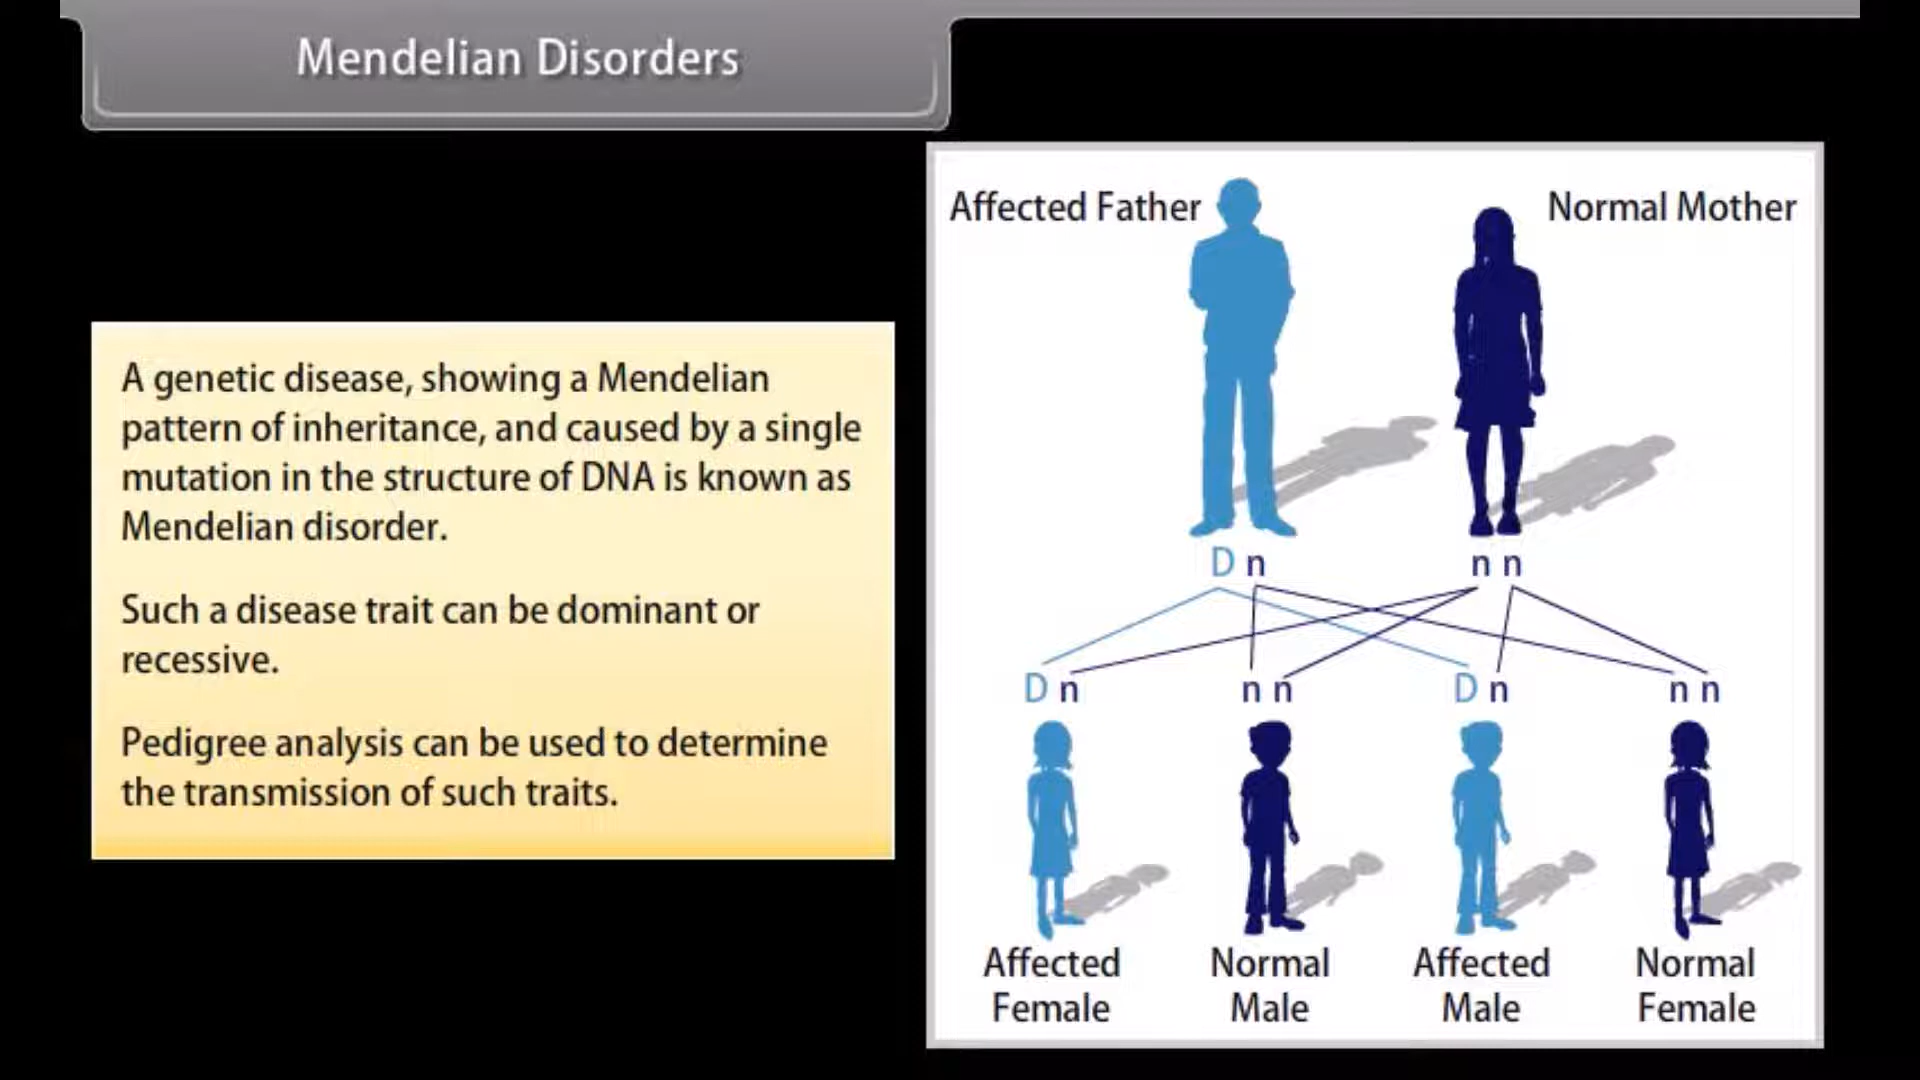 Mendelian Disorders
A genetic disease, showing a Mendelian
pattern of inheritance, and caused by a single
mutation in the structure of DNA is known as
Mendelian disorder.
Such a disease trait can be dominant or
recessive.
Pedigree analysis can be used to determine
the transmission of such traits.
Affected Father
Normal Mother
D n
n n
D n
n n
D n
n n
Affected
Female
Normal
Male
Affected
Male
Normal
Female